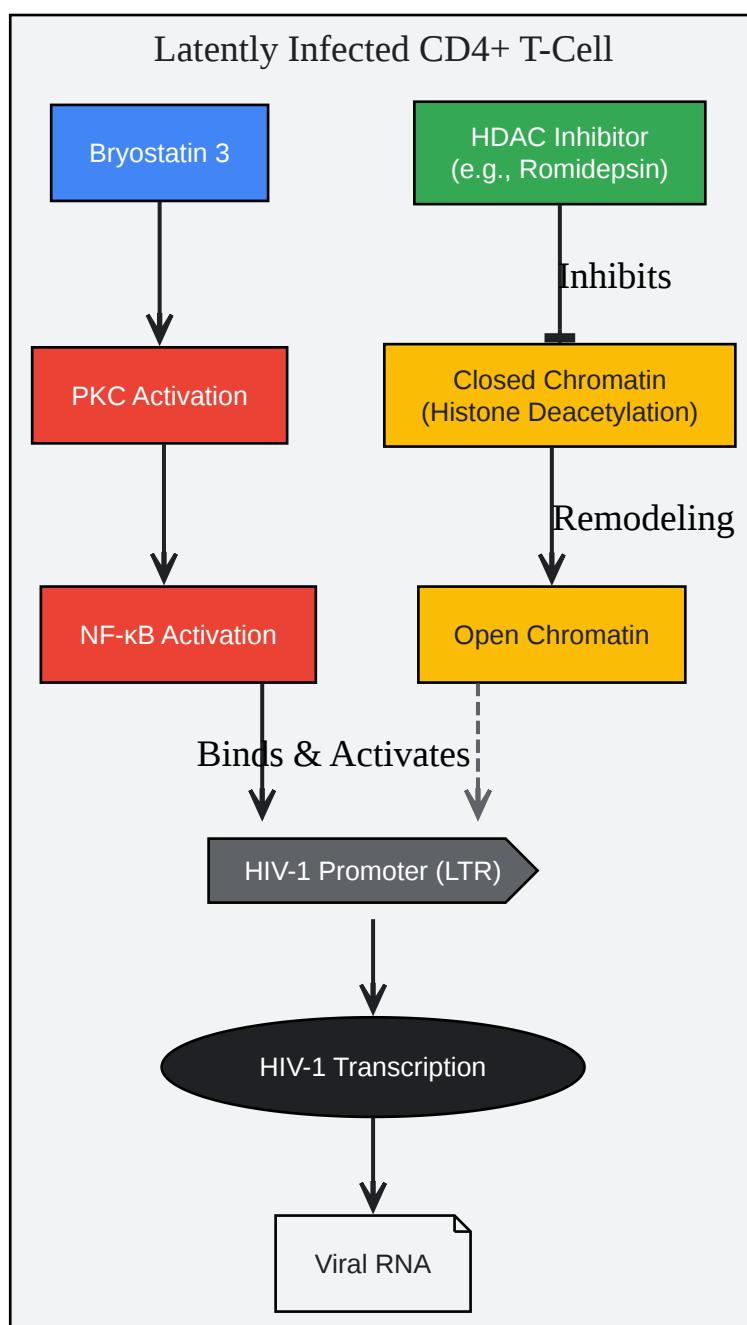 Latently Infected CD4+ T-Cell
Bryostatin 3
HDAC Inhibitor
(e.g., Romidepsin)
Inhibits
PKC Activation
Closed Chromatin
(Histone Deacetylation)
Remodeling
NF-κB Activation
Open Chromatin
Binds & Activates
HIV-1 Promoter (LTR)
HIV-1 Transcription
Viral RNA